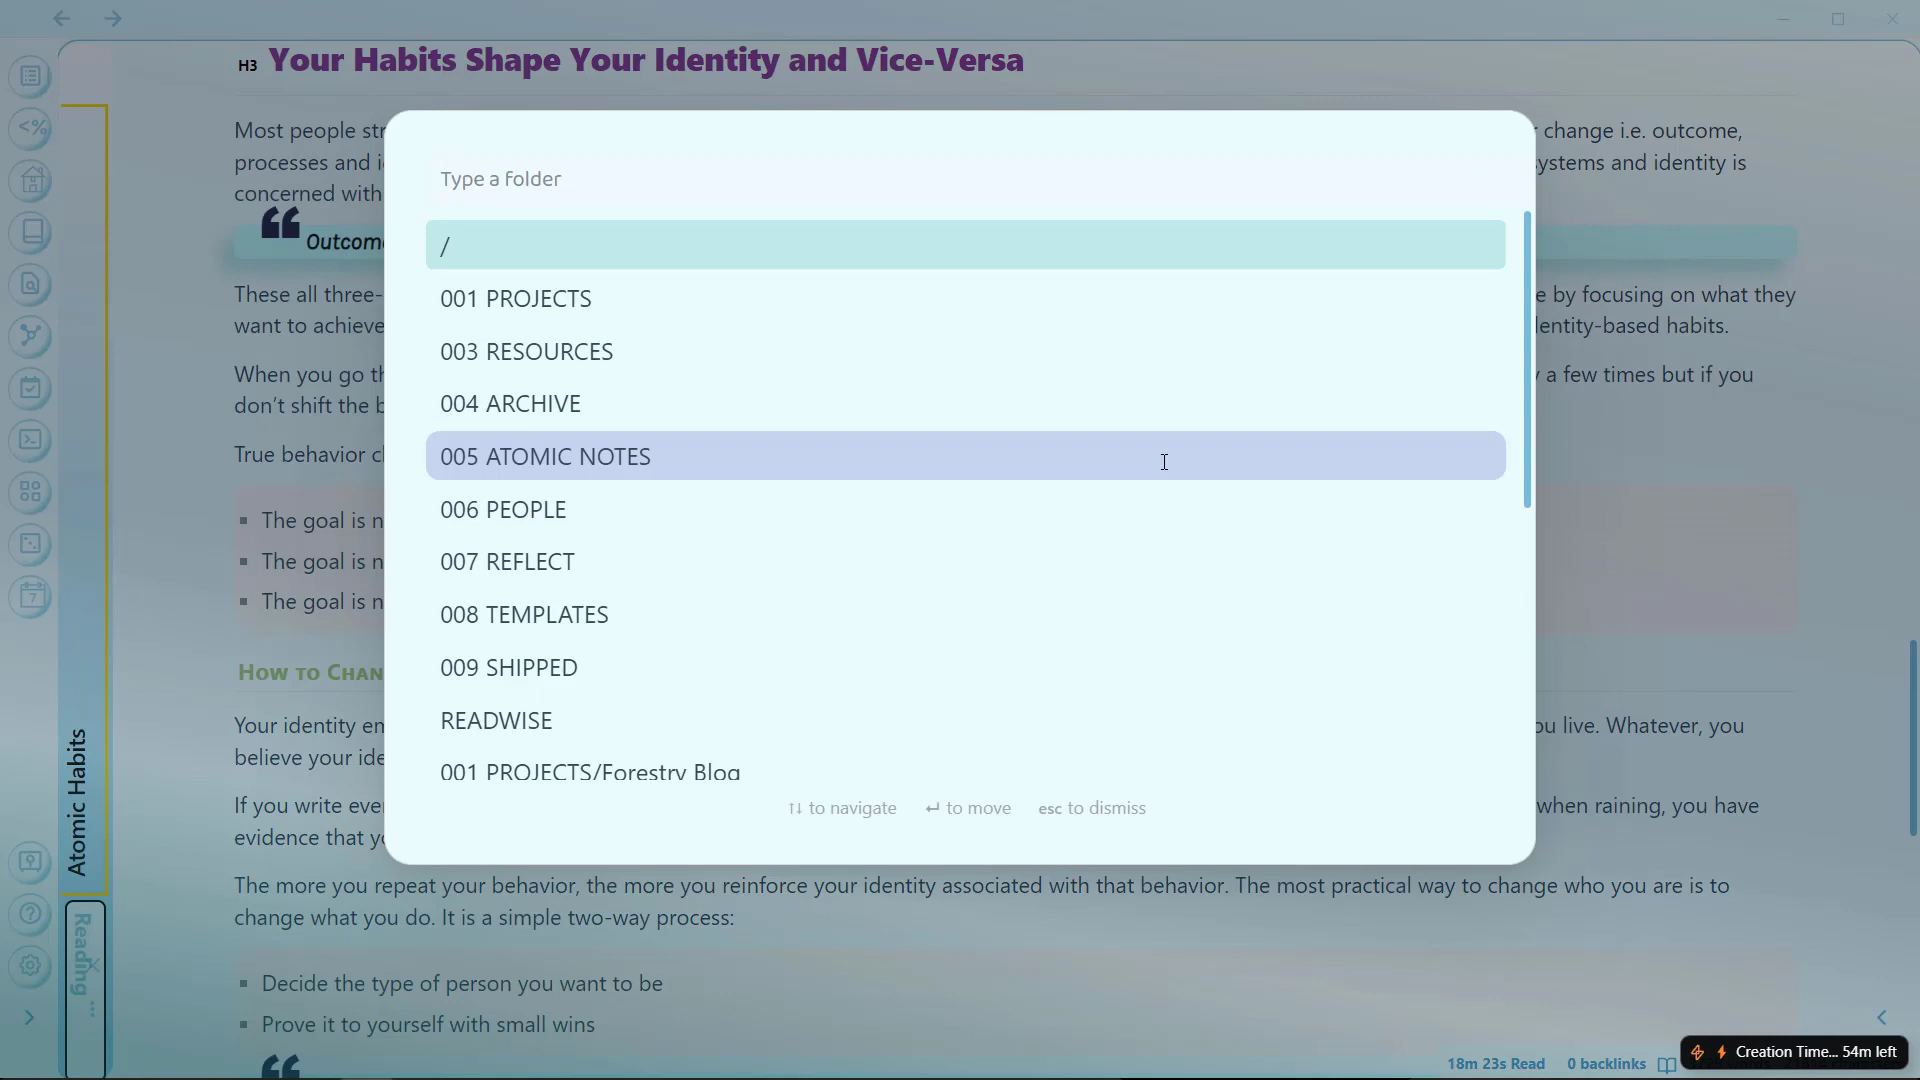 H3 Your Habits Shape Your Identity and Vice-Versa
Most people str
change i.e. outcome,
processes and i
systems and identity is
concerned with
Type a folder
/
Outcome
001 PROJECTS
These all three-
e by focusing on what they
want to achieve
dentity-based habits.
003 RESOURCES
When you go th
a few times but if you
don't shift the b
004 ARCHIVE
True behavior c
005 ATOMIC NOTES
006 PEOPLE
The goal is n
007 REFLECT
The goal is n
The goal is n
008 TEMPLATES
009 SHIPPED
How to Chan
Your identity em
ou live. Whatever, you
believe your ide
READWISE
001 PROJECTS/Forestry Blog
If you write ever
when raining, you have
evidence that yo
↑↓ to navigate ↵ to move esc to dismiss
The more you repeat your behavior, the more you reinforce your identity associated with that behavior. The most practical way to change who you are is to
change what you do. It is a simple two-way process:
Decide the type of person you want to be
Prove it to yourself with small wins
Atomic Habits
Reading ...
<%
7
18m 23s Read 0 backlinks
Creation Time... 54m left